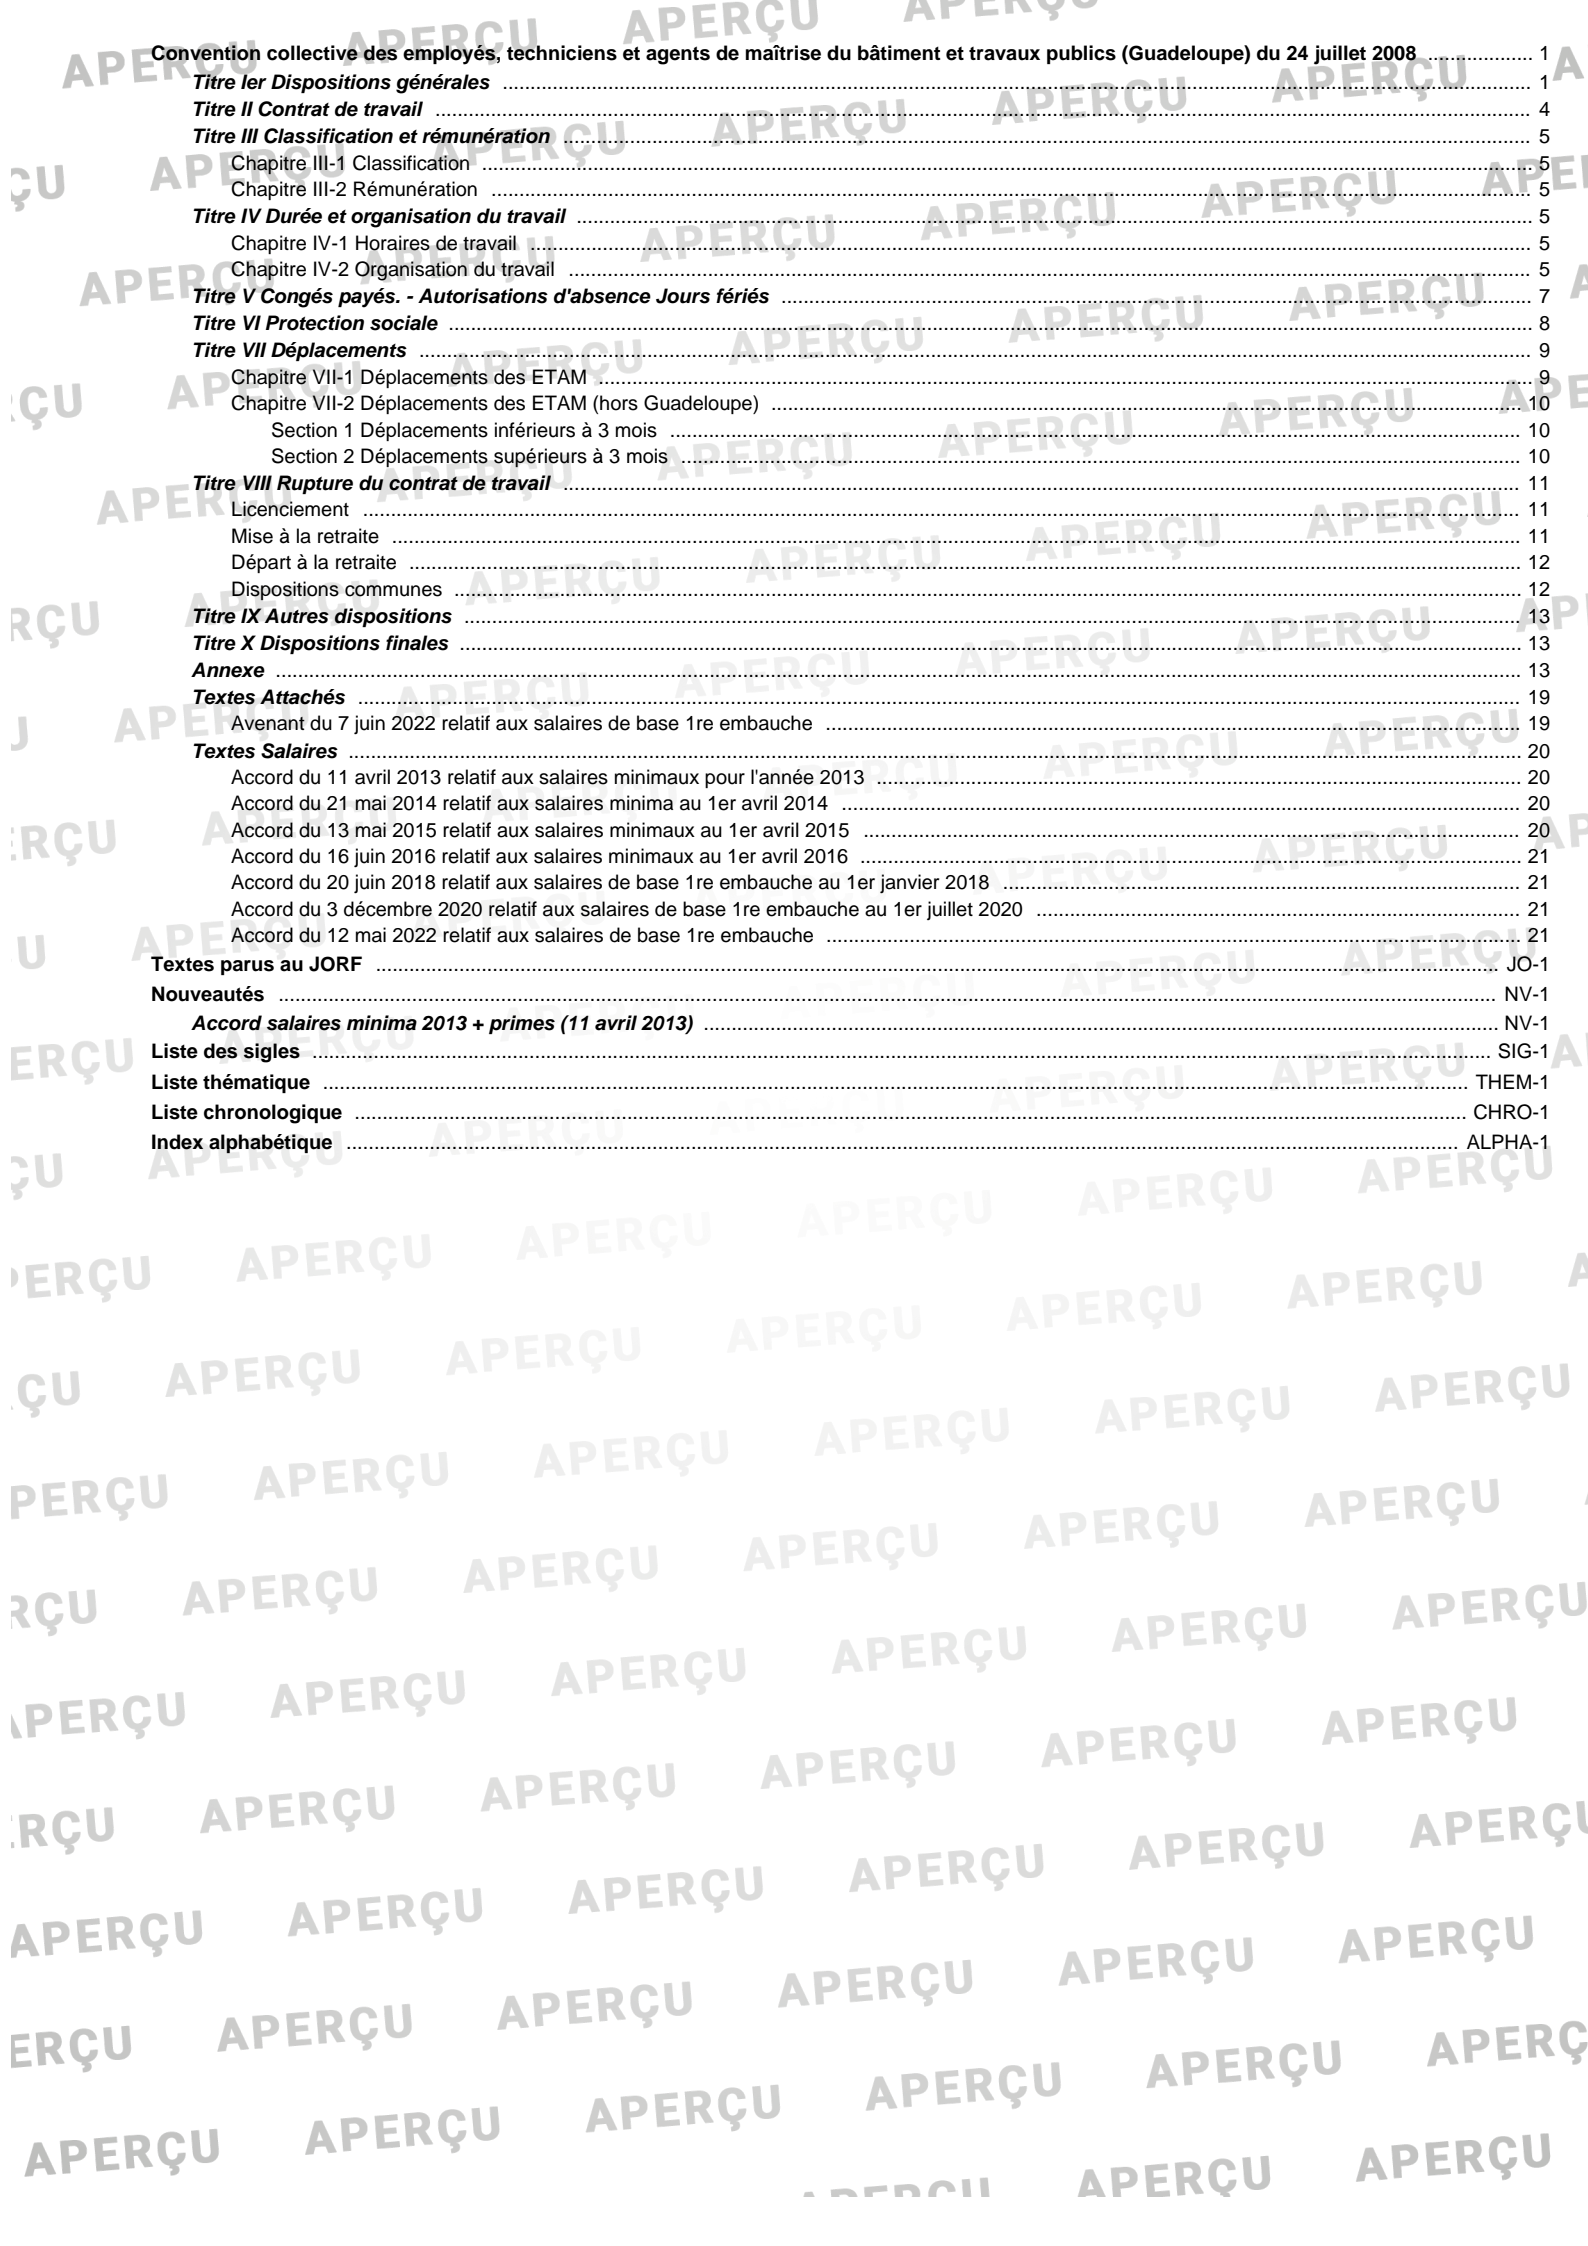 Convention collective des employés, techniciens et agents de maîtrise du bâtiment et travaux publics (Guadeloupe) du 24 juillet 2008 ................. 1
Titre Ier Dispositions générales ................. 1
Titre II Contrat de travail ................. 4
Titre III Classification et rémunération ................. 5
Chapitre III-1 Classification ................. 5
Chapitre III-2 Rémunération ................. 5
Titre IV Durée et organisation du travail ................. 5
Chapitre IV-1 Horaires de travail ................. 5
Chapitre IV-2 Organisation du travail ................. 5
Titre V Congés payés. - Autorisations d'absence Jours fériés ................. 7
Titre VI Protection sociale ................. 8
Titre VII Déplacements ................. 9
Chapitre VII-1 Déplacements des ETAM ................. 9
Chapitre VII-2 Déplacements des ETAM (hors Guadeloupe) ................. 10
Section 1 Déplacements inférieurs à 3 mois ................. 10
Section 2 Déplacements supérieurs à 3 mois ................. 10
Titre VIII Rupture du contrat de travail ................. 11
Licenciement ................. 11
Mise à la retraite ................. 11
Départ à la retraite ................. 12
Dispositions communes ................. 12
Titre IX Autres dispositions ................. 13
Titre X Dispositions finales ................. 13
Annexe ................. 13
Textes Attachés ................. 19
Avenant du 7 juin 2022 relatif aux salaires de base 1re embauche ................. 19
Textes Salaires ................. 20
Accord du 11 avril 2013 relatif aux salaires minimaux pour l'année 2013 ................. 20
Accord du 21 mai 2014 relatif aux salaires minima au 1er avril 2014 ................. 20
Accord du 13 mai 2015 relatif aux salaires minimaux au 1er avril 2015 ................. 20
Accord du 16 juin 2016 relatif aux salaires minimaux au 1er avril 2016 ................. 21
Accord du 20 juin 2018 relatif aux salaires de base 1re embauche au 1er janvier 2018 ................. 21
Accord du 3 décembre 2020 relatif aux salaires de base 1re embauche au 1er juillet 2020 ................. 21
Accord du 12 mai 2022 relatif aux salaires de base 1re embauche ................. 21
Textes parus au JORF ................. JO-1
Nouveautés ................. NV-1
Accord salaires minima 2013 + primes (11 avril 2013) ................. NV-1
Liste des sigles ................. SIG-1
Liste thématique ................. THEM-1
Liste chronologique ................. CHRO-1
Index alphabétique ................. ALPHA-1
APERÇU